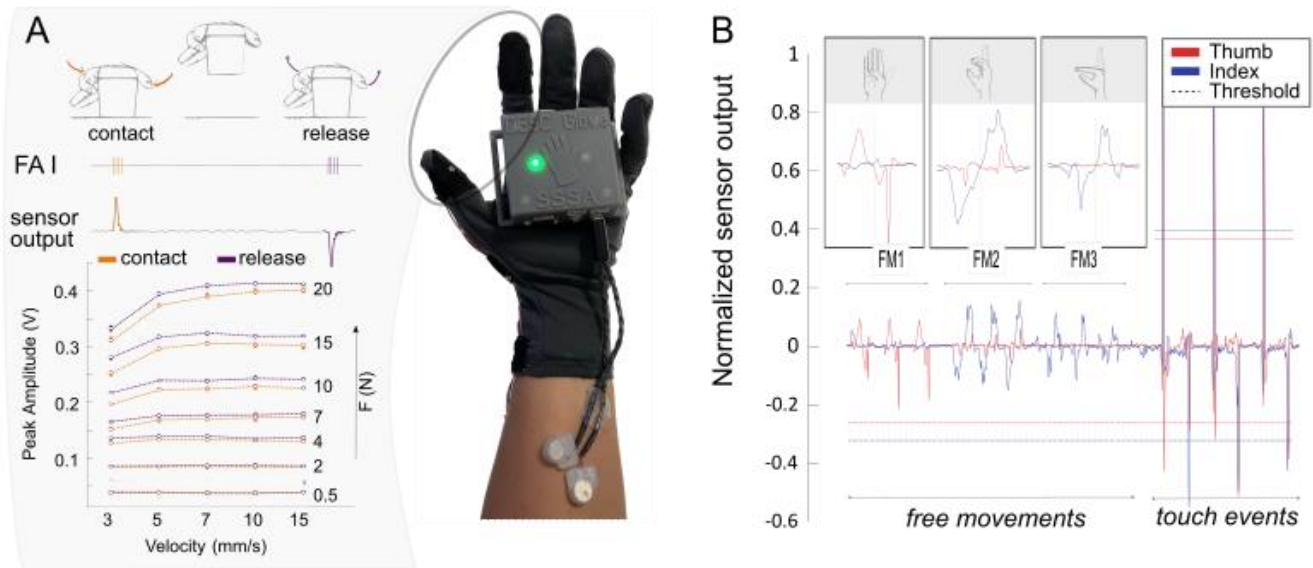 A
contact
release
FA I
sensor
output
contact
release
Peak Amplitude (V)
0.4
0.3
0.2
0.1
20
15
10
7
4
2
0.5
F (N)
3 5 7 10 15
Velocity (mm/s)
Glove
SSSA
B
Normalized sensor output
1
0.8
0.6
0.4
0.2
0
-0.2
-0.4
-0.6
Thumb
Index
Threshold
FM1
FM2
FM3
free movements
touch events